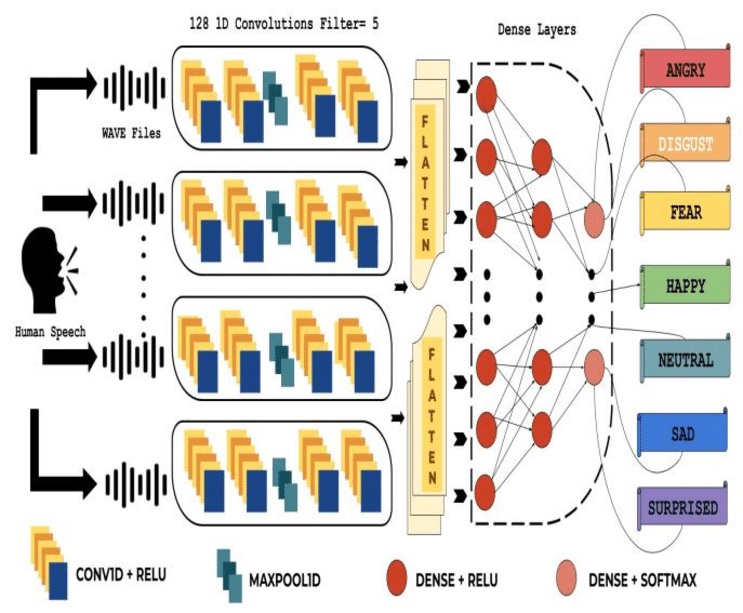 128 1D Convolutions Filter= 5
Dense Layers
WAVE Files
Human Speech
FLATTEN
FLATTEN
ANGRY
DISGUST
FEAR
HAPPY
NEUTRAL
SAD
SURPRISED
CONV1D + RELU
MAXPOOL1D
DENSE + RELU
DENSE + SOFTMAX